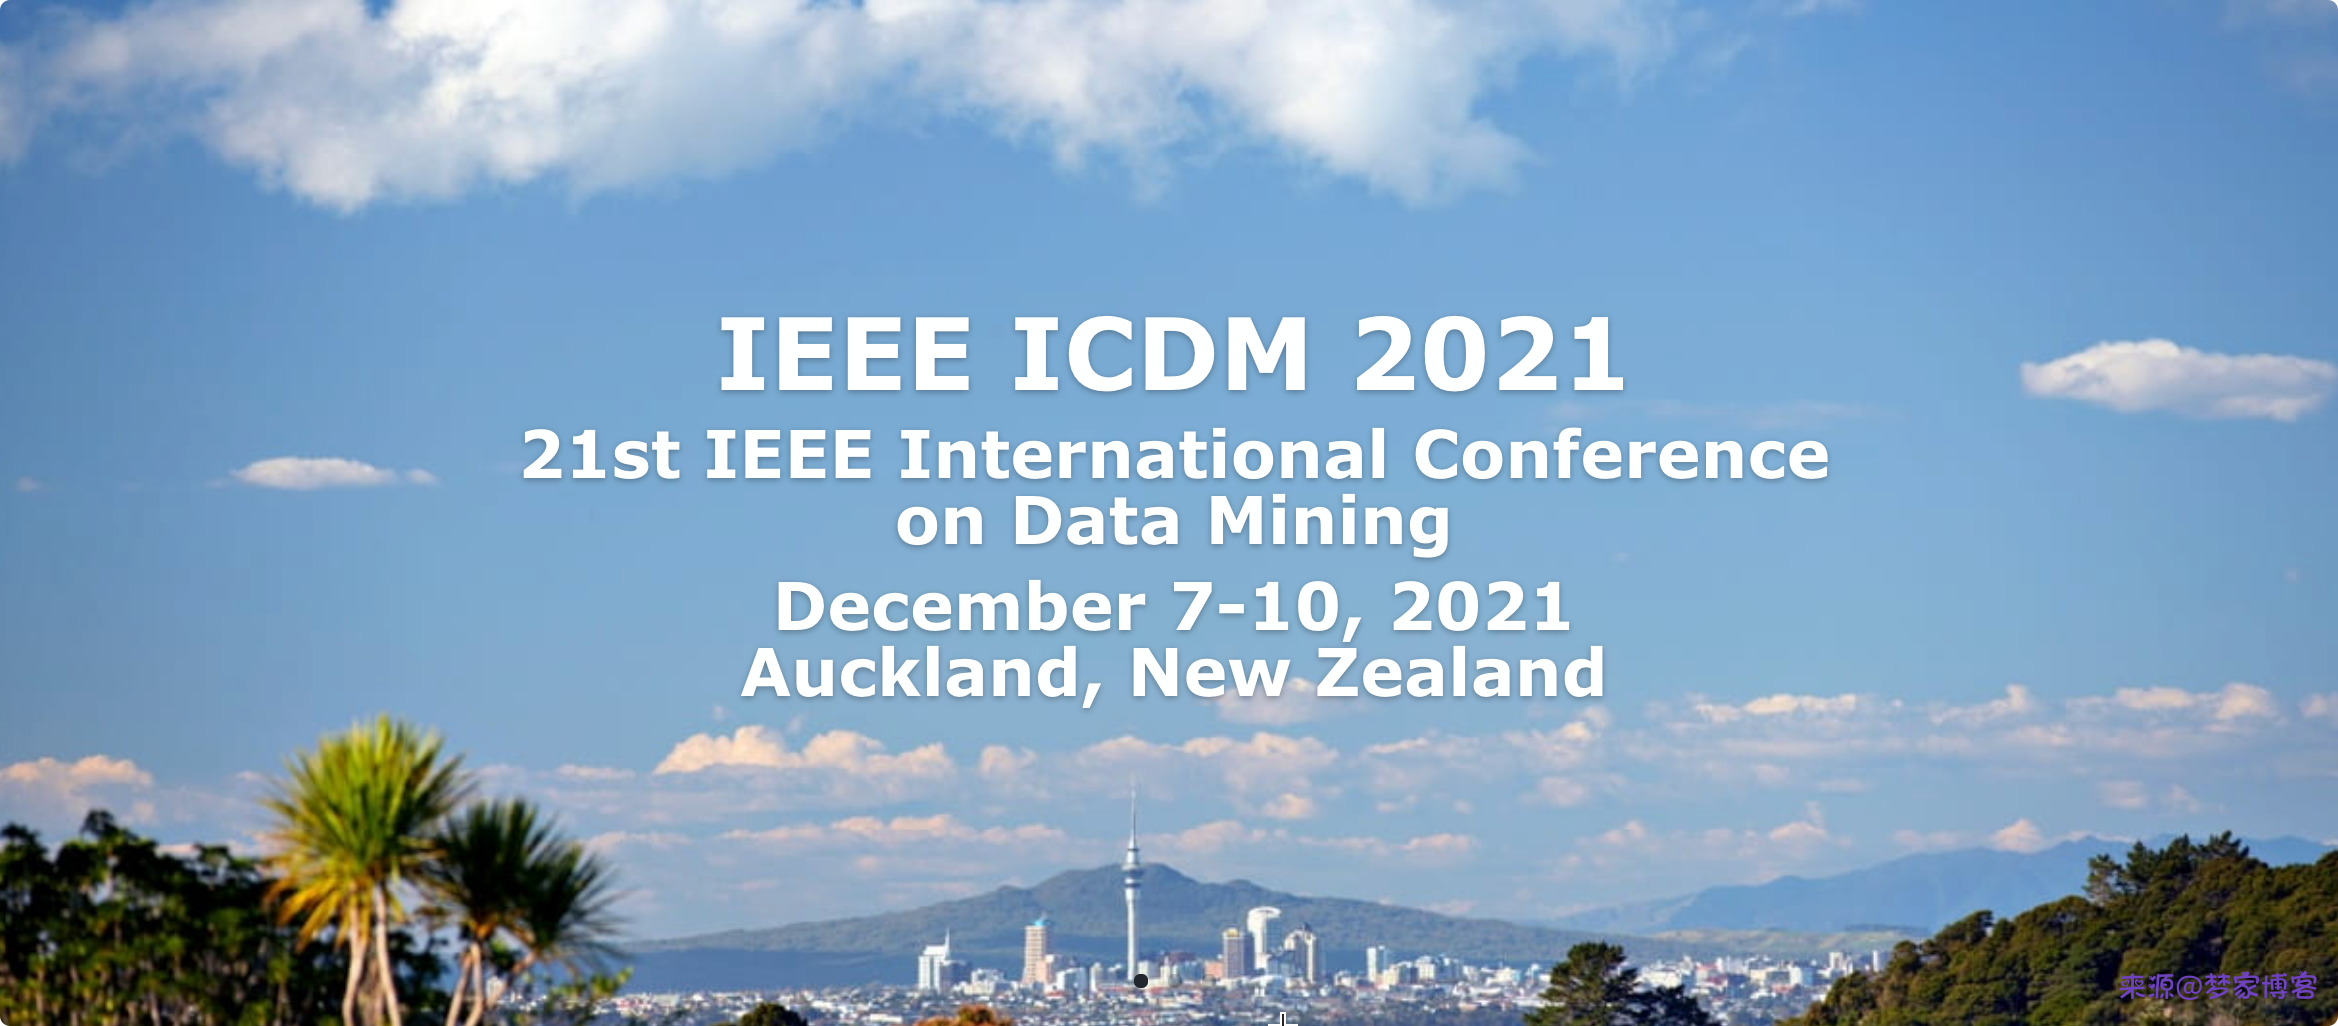 IEEE ICDM 2021
21st IEEE International Conference
on Data Mining
December 7-10, 2021
Auckland, New Zealand
来源@梦家博客